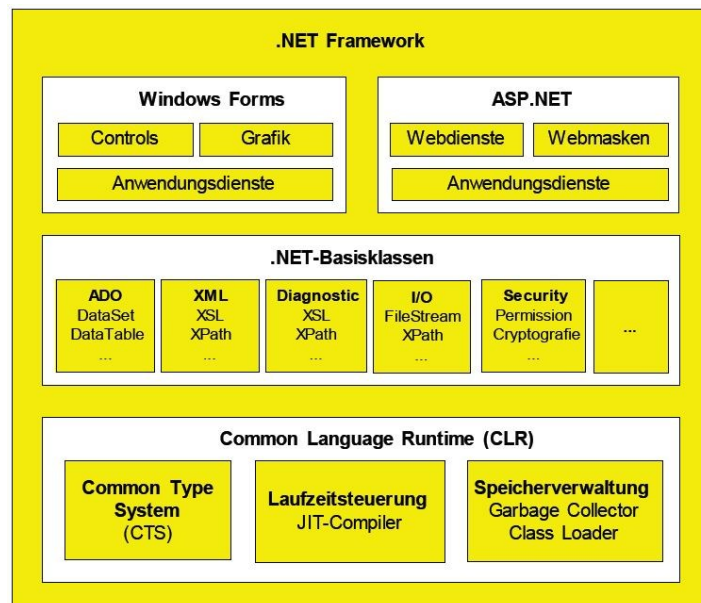 .NET Framework
Windows Forms
Controls
Grafik
Anwendungsdienste
ASP.NET
Webdienste
Webmasken
Anwendungsdienste
.NET-Basisklassen
ADO
DataSet
DataTable
...
XML
XSL
XPath
...
Diagnostic
XSL
XPath
...
I/O
FileStream
XPath
...
Security
Permission
Cryptografie
...
...
Common Language Runtime (CLR)
Common Type
System
(CTS)
Laufzeitsteuerung
JIT-Compiler
Speicherverwaltung
Garbage Collector
Class Loader